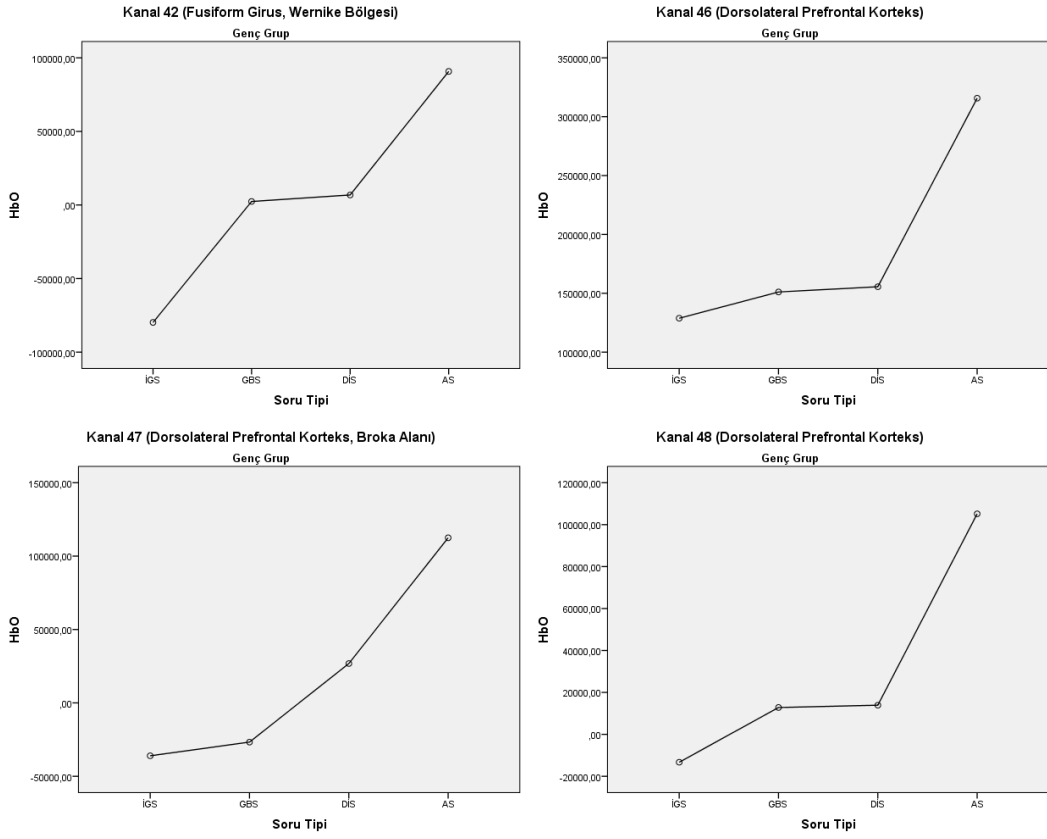 Kanal 42 (Fusiform Girus, Wernike Bölgesi)
Genç Grup
100000,00
50000,00
,00
-50000,00
-100000,00
HbO
İGS
GBS
DİS
AS
Soru Tipi
Kanal 46 (Dorsolateral Prefrontal Korteks)
Genç Grup
350000,00
300000,00
250000,00
200000,00
150000,00
100000,00
HbO
İGS
GBS
DİS
AS
Soru Tipi
Kanal 47 (Dorsolateral Prefrontal Korteks, Broka Alanı)
Genç Grup
150000,00
100000,00
50000,00
,00
-50000,00
HbO
İGS
GBS
DİS
AS
Soru Tipi
Kanal 48 (Dorsolateral Prefrontal Korteks)
Genç Grup
120000,00
100000,00
80000,00
60000,00
40000,00
20000,00
,00
-20000,00
HbO
İGS
GBS
DİS
AS
Soru Tipi